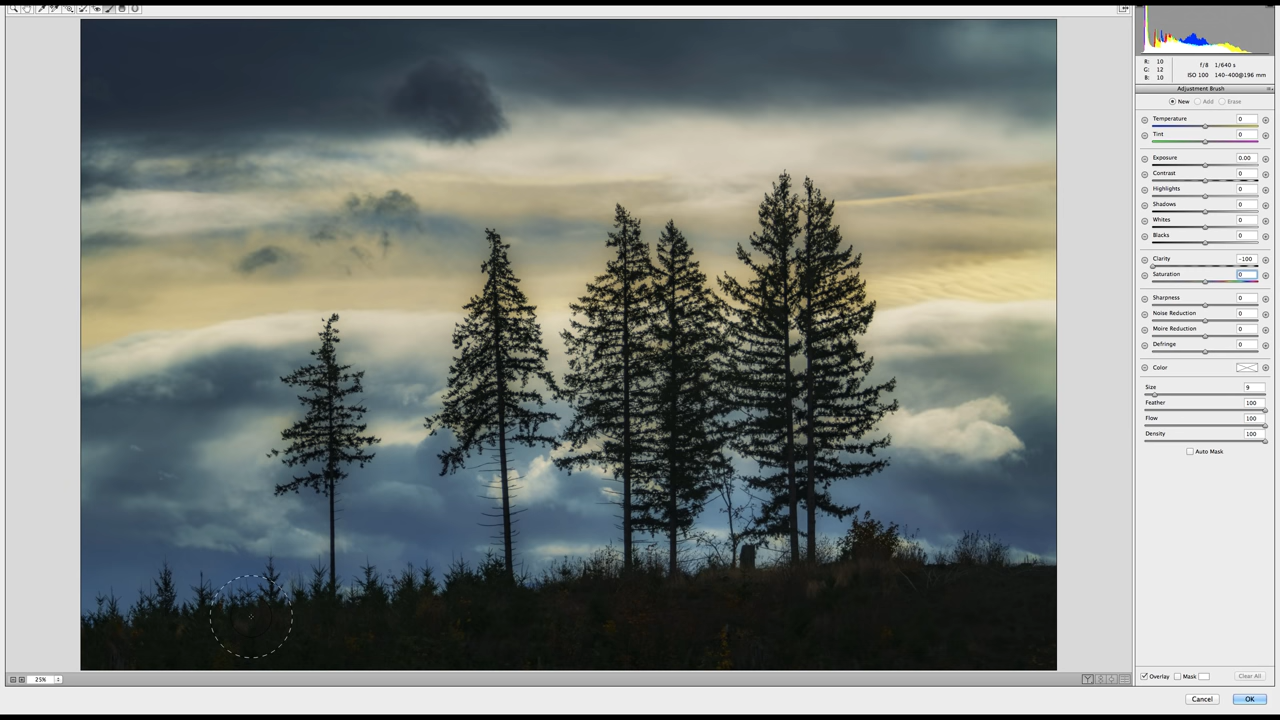 R: 10
G: 12
B: 10
f/8 1/640 s
ISO 100 140-400@196 mm
Adjustment Brush
New Add Erase
Temperature 0
Tint 0
Exposure 0.00
Contrast 0
Highlights 0
Shadows 0
Whites 0
Blacks 0
Clarity -100
Saturation 0
Sharpness 0
Noise Reduction 0
Moire Reduction 0
Defringe 0
Color
Size 9
Feather 100
Flow 100
Density 100
Auto Mask
25%
Overlay Mask Clear All
Cancel OK